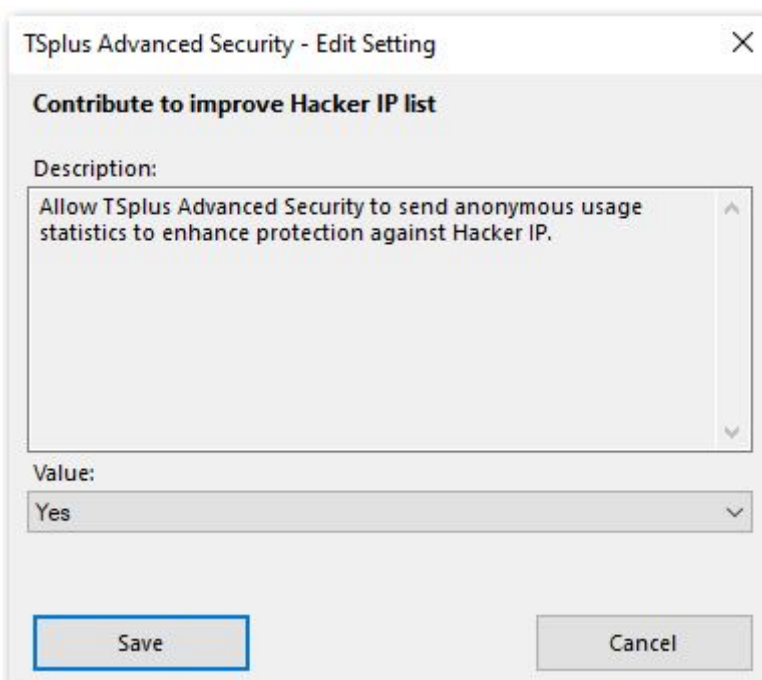 TSplus Advanced Security - Edit Setting
Contribute to improve Hacker IP list
Description:
Allow TSplus Advanced Security to send anonymous usage
statistics to enhance protection against Hacker IP.
Value:
Yes
Save
Cancel